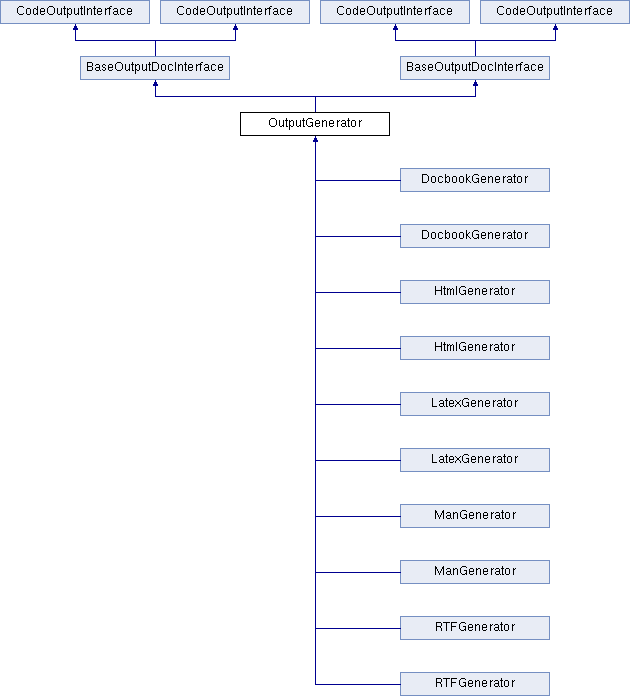 CodeOutputInterface
CodeOutputInterface
CodeOutputInterface
CodeOutputInterface
BaseOutputDocInterface
BaseOutputDocInterface
OutputGenerator
DocbookGenerator
DocbookGenerator
HtmlGenerator
HtmlGenerator
LatexGenerator
LatexGenerator
ManGenerator
ManGenerator
RTFGenerator
RTFGenerator